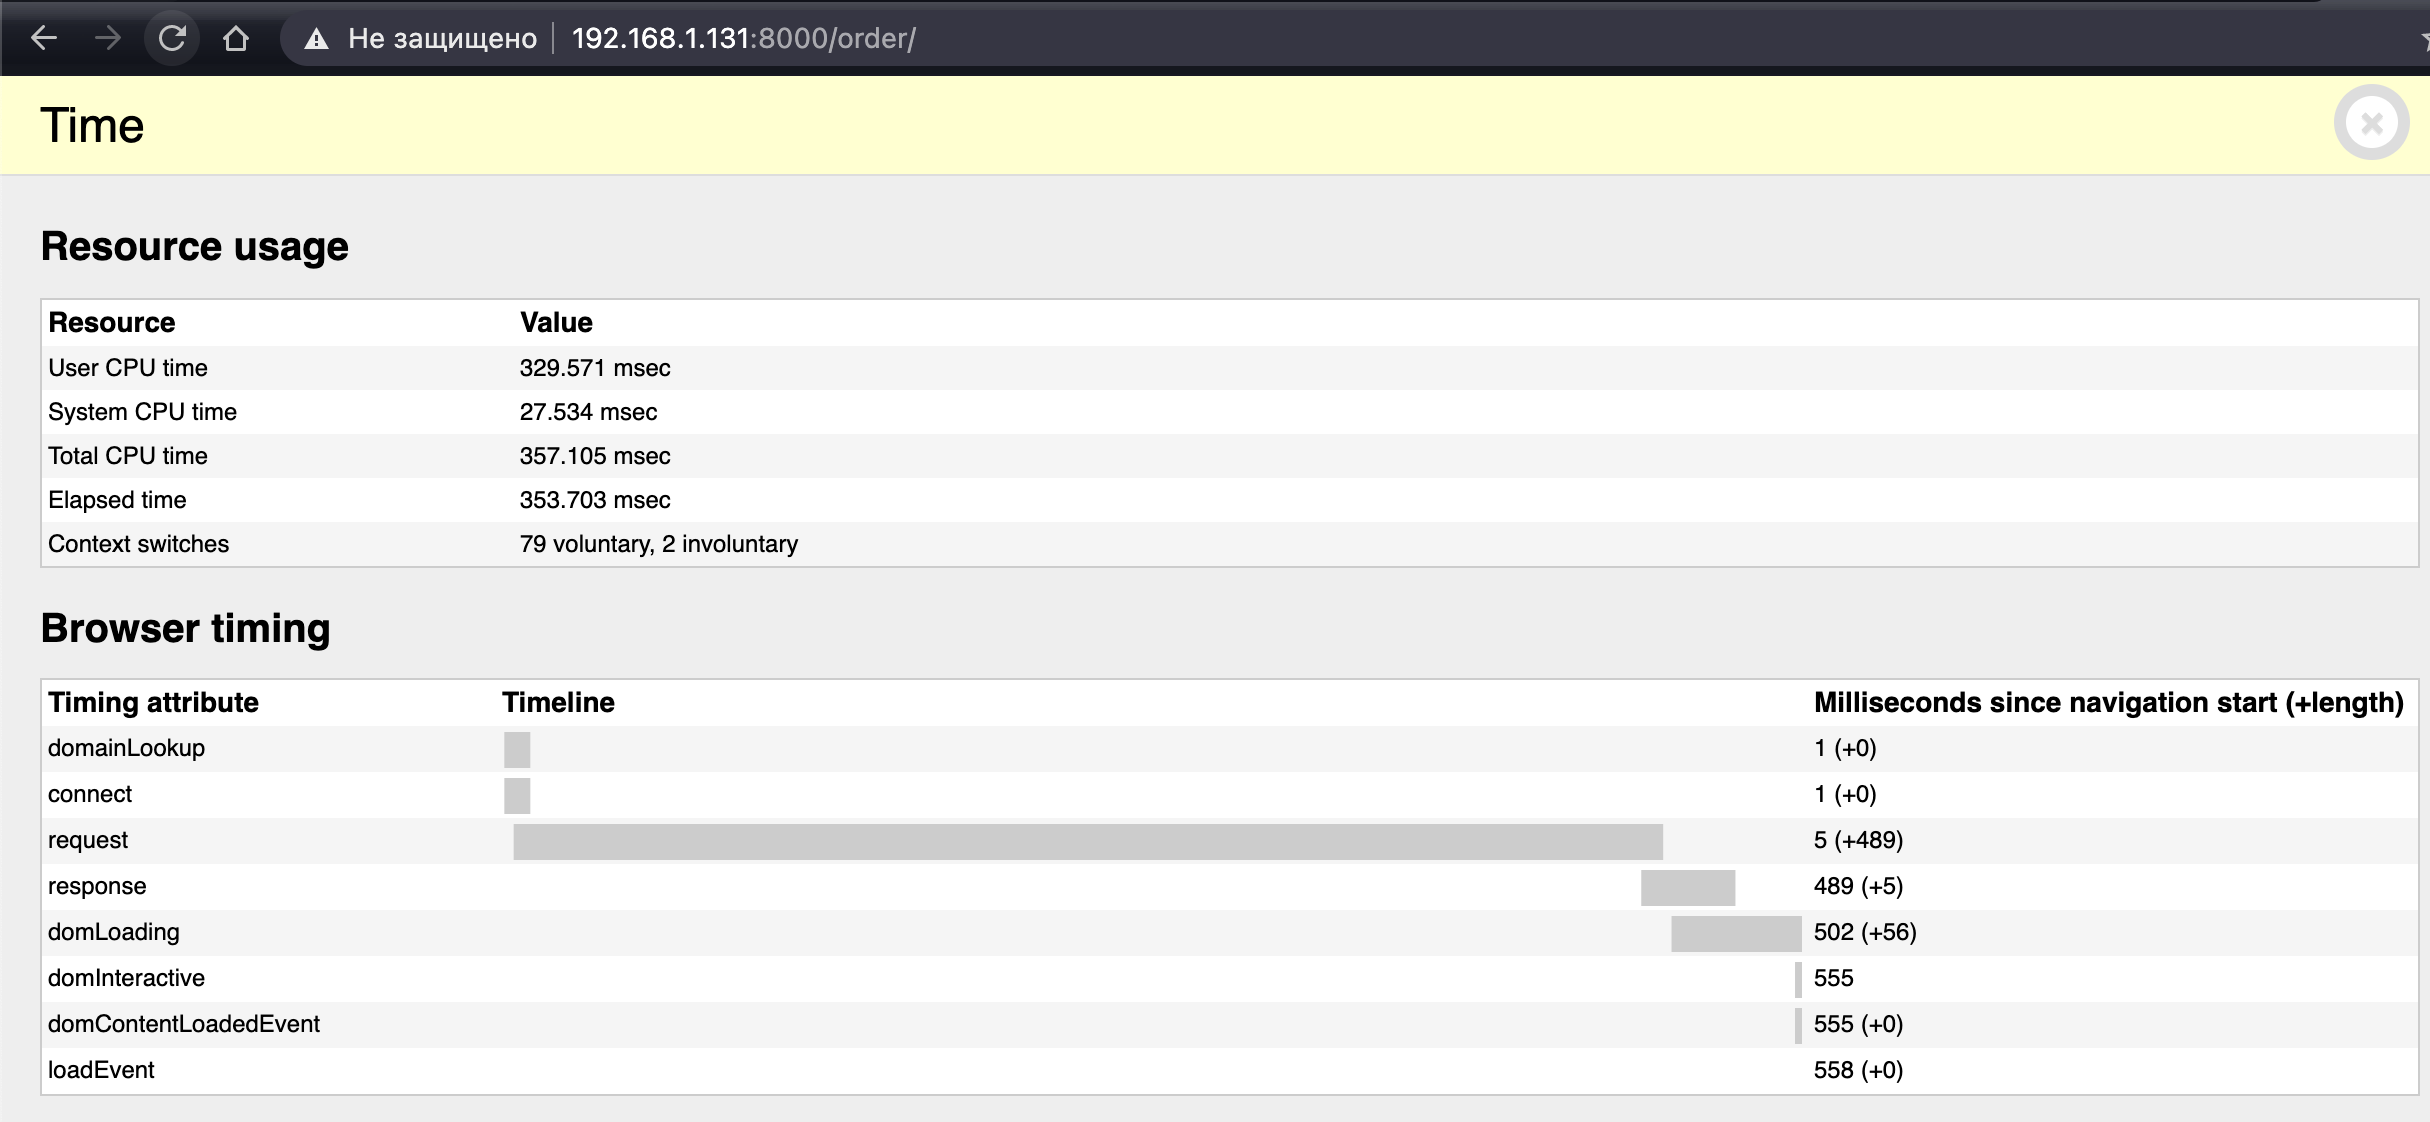 Не защищено 192.168.1.131:8000/order/
Time
Resource usage
Resource Value
User CPU time 329.571 msec
System CPU time 27.534 msec
Total CPU time 357.105 msec
Elapsed time 353.703 msec
Context switches 79 voluntary, 2 involuntary
Browser timing
Timing attribute Timeline Milliseconds since navigation start (+length)
domainLookup 1 (+0)
connect 1 (+0)
request 5 (+489)
response 489 (+5)
domLoading 502 (+56)
domInteractive 555
domContentLoadedEvent 555 (+0)
loadEvent 558 (+0)